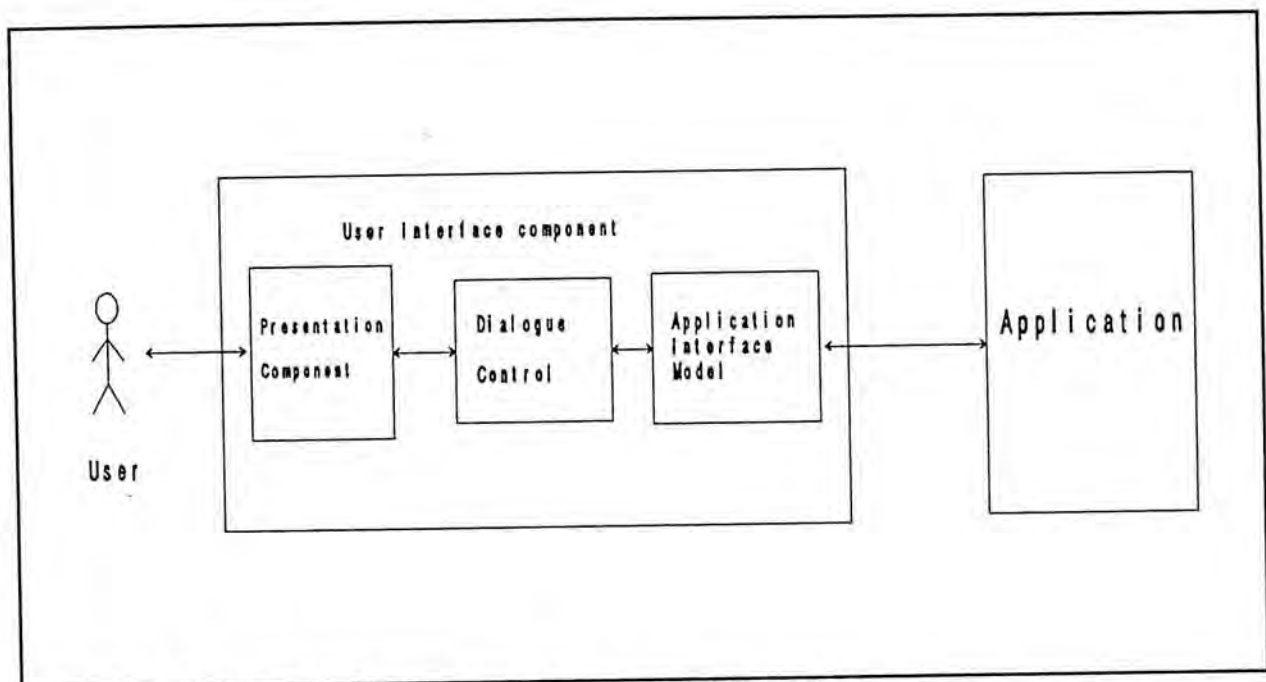 User Interface component
Presentation
Component
Dialogue
Control
Application
Interface
Model
Application
User